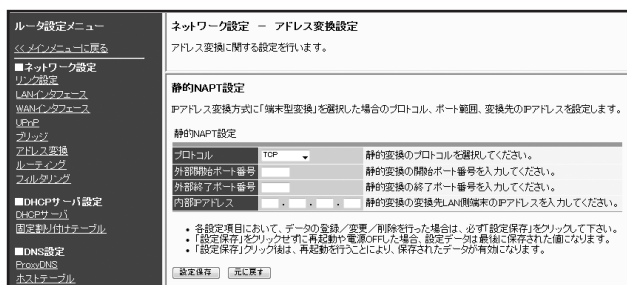 ルータ設定メニュー
<<メインメニューに戻る
■ネットワーク設定
リンク設定
LANインタフェース
WANインタフェース
UPnP
ブリッジ
アドレス変換
ルーティング
フィルタリング
■DHCPサーバ設定
DHCPサーバ
固定割り付けテーブル
■DNS設定
ProxyDNS
ホストテーブル
ネットワーク設定 － アドレス変換設定
アドレス変換に関する設定を行います。
静的NAPT設定
IPアドレス変換方式に「端末型変換」を選択した場合のプロトコル、ポート範囲、変換先のIPアドレスを設定します。
静的NAPT設定
プロトコル TCP 静的変換のプロトコルを選択してください。
外部開始ポート番号 静的変換の開始ポート番号を入力してください。
外部終了ポート番号 静的変換の終了ポート番号を入力してください。
内部IPアドレス . . . 静的変換の変換先LAN側端末のIPアドレスを入力してください。
• 各設定項目において、データの登録／変更／削除を行った場合は、必ず「設定保存」をクリックして下さい。
• 「設定保存」をクリックせずに再起動や電源OFFした場合、設定データは最後に保存された値になります。
• 「設定保存」クリック後は、再起動を行うことにより、保存されたデータが有効になります。
設定保存 元に戻す